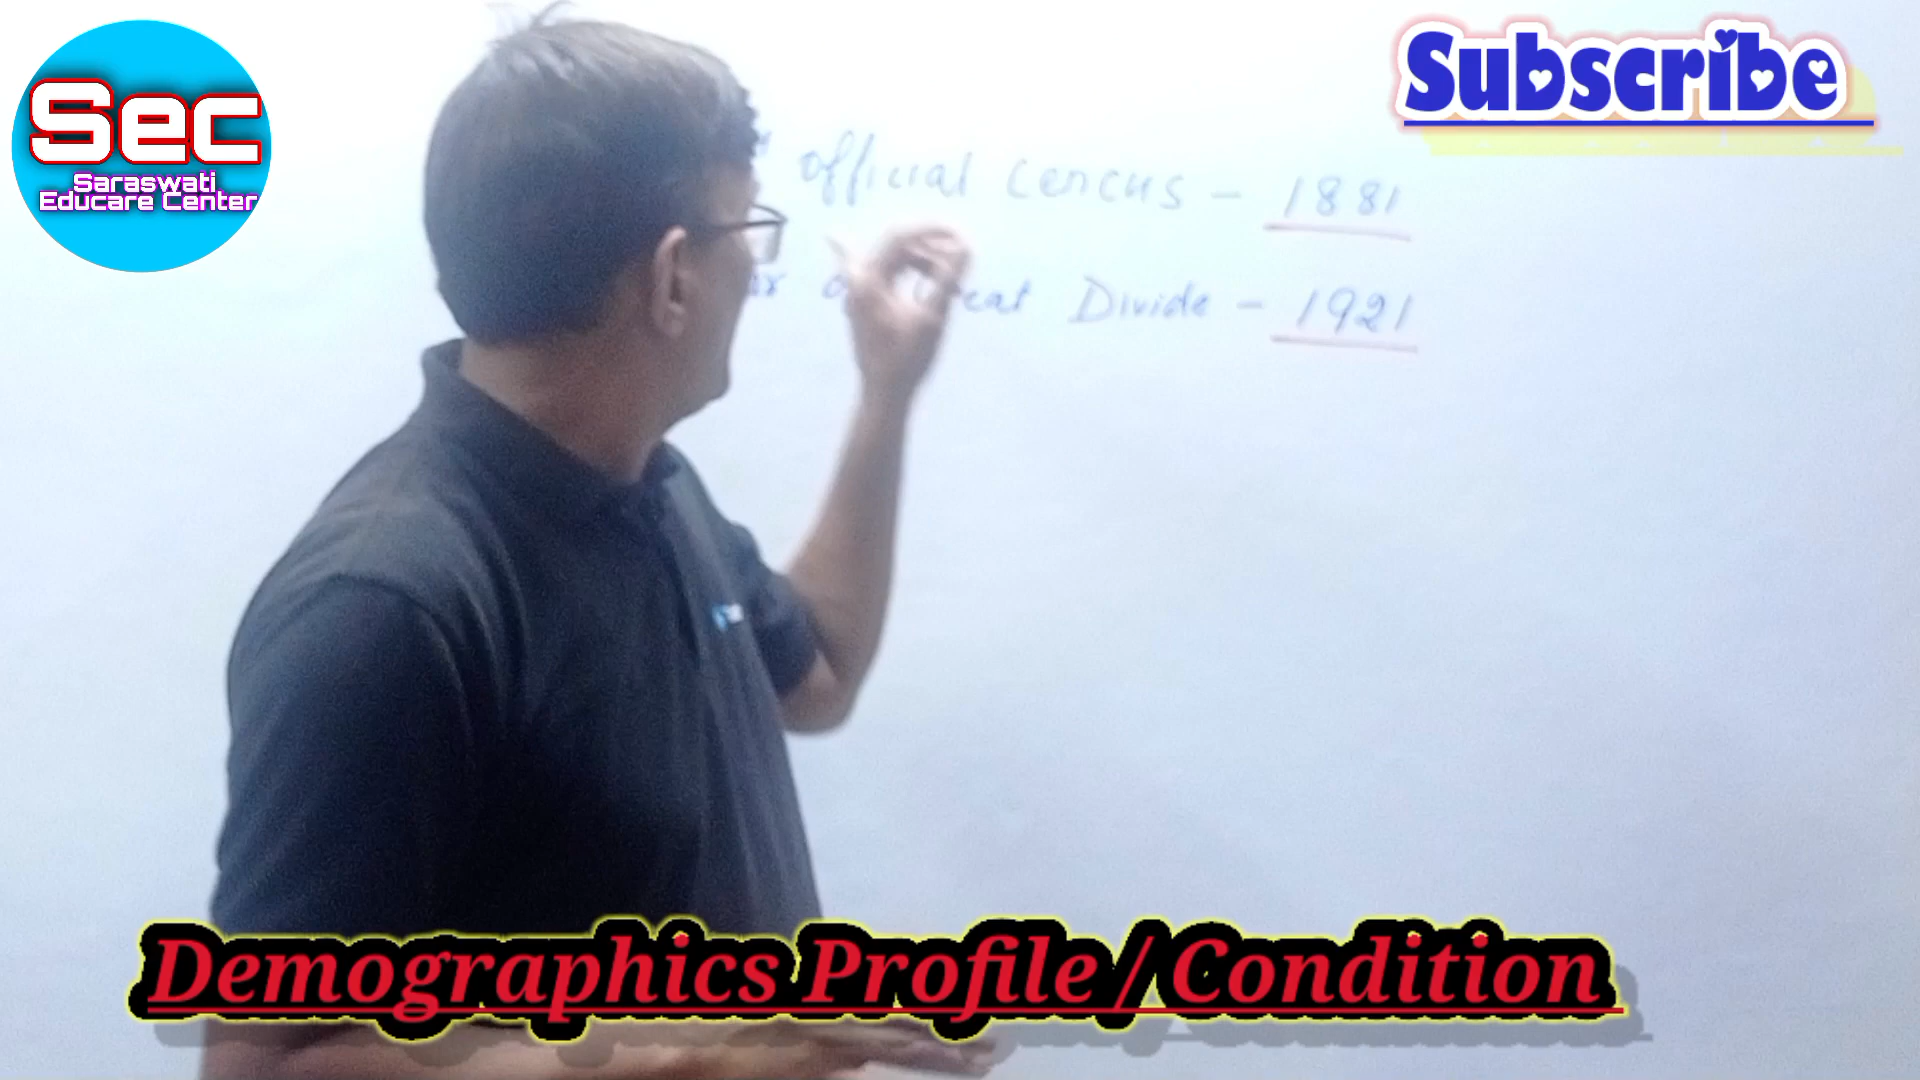 Sec
Saraswati
Educare Center
Subscribe
official Cencus - 1881
Divide - 1921
Demographics Profile / Condition